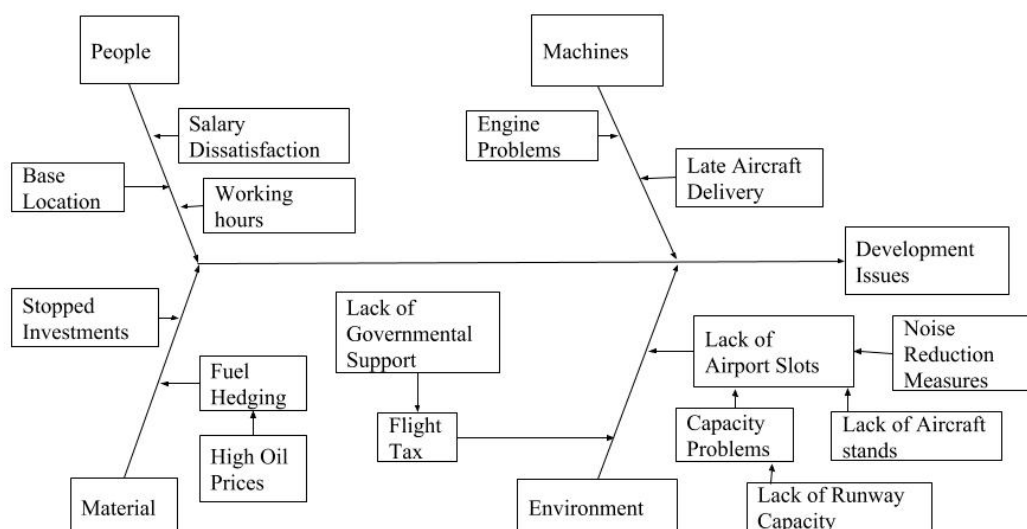 People
Machines
Salary
Dissatisfaction
Engine
Problems
Base
Location
Late Aircraft
Delivery
Working
hours
Development
Issues
Stopped
Investments
Lack of
Governmental
Support
Lack of
Airport Slots
Noise
Reduction
Measures
Fuel
Hedging
Flight
Tax
Capacity
Problems
Lack of Aircraft
stands
High Oil
Prices
Material
Environment
Lack of Runway
Capacity